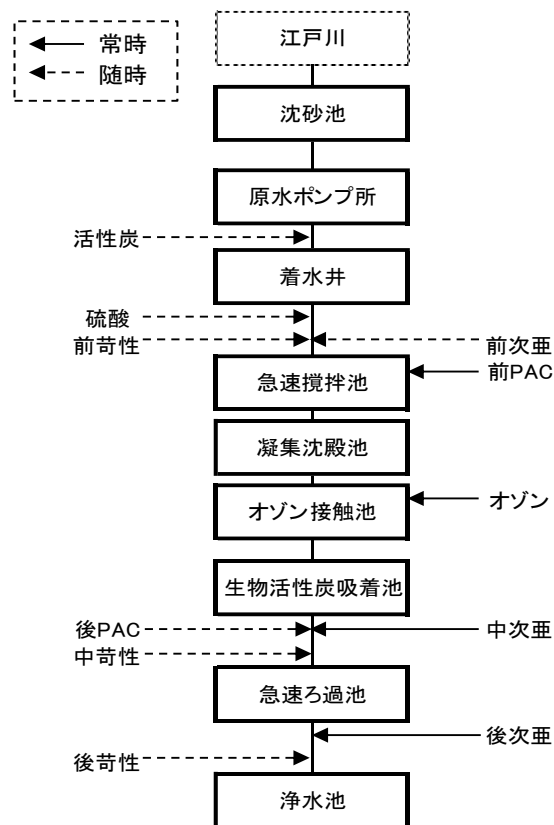 常時
随時
江戸川
沈砂池
原水ポンプ所
活性炭
着水井
硫酸
前苛性
前次亜
急速撹拌池
前PAC
凝集沈殿池
オゾン接触池
オゾン
生物活性炭吸着池
後PAC
中次亜
中苛性
急速ろ過池
後次亜
後苛性
浄水池